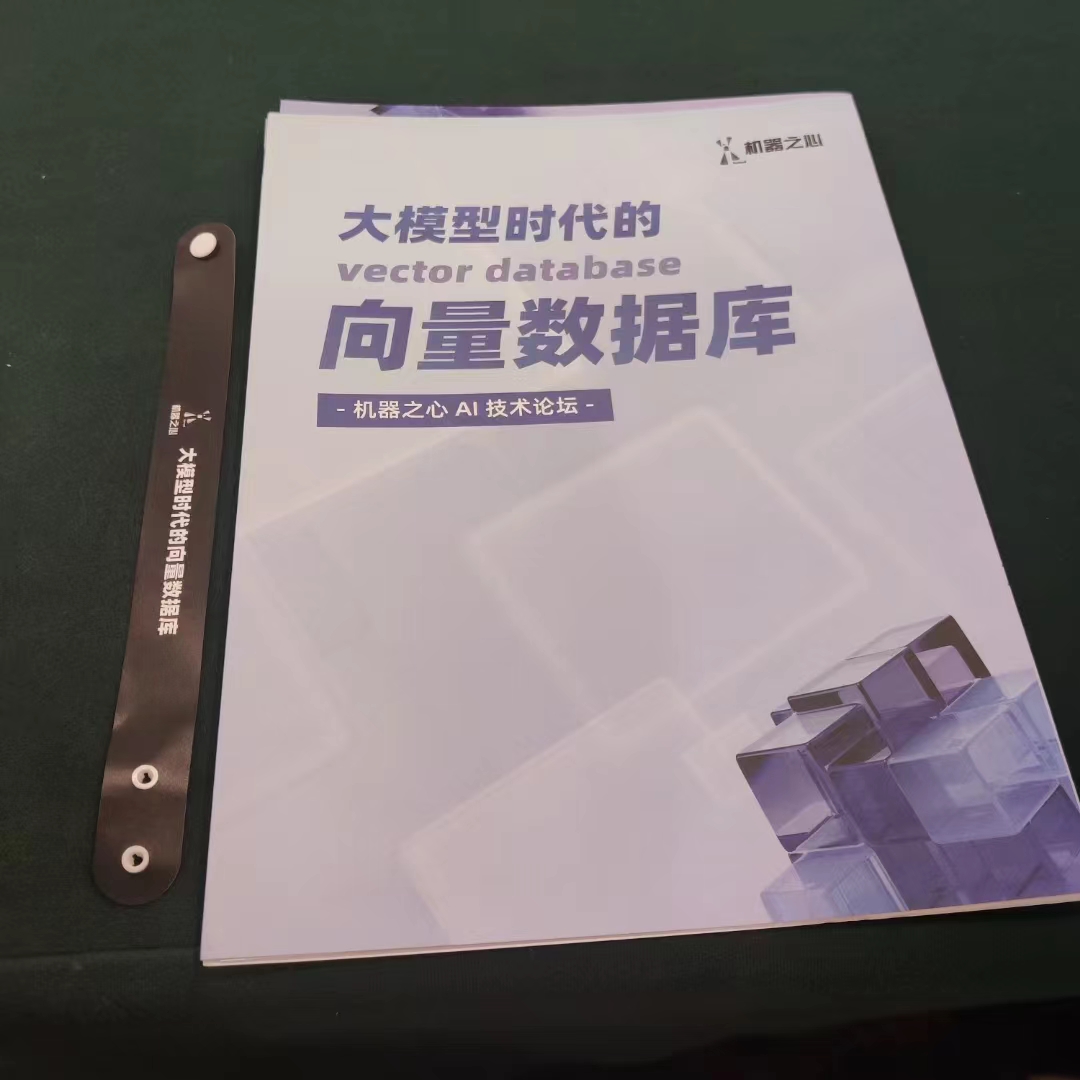 机器之心
大模型时代的
vector database
向量数据库
- 机器之心 AI 技术论坛 -
机器之心
大模型时代的向量数据库